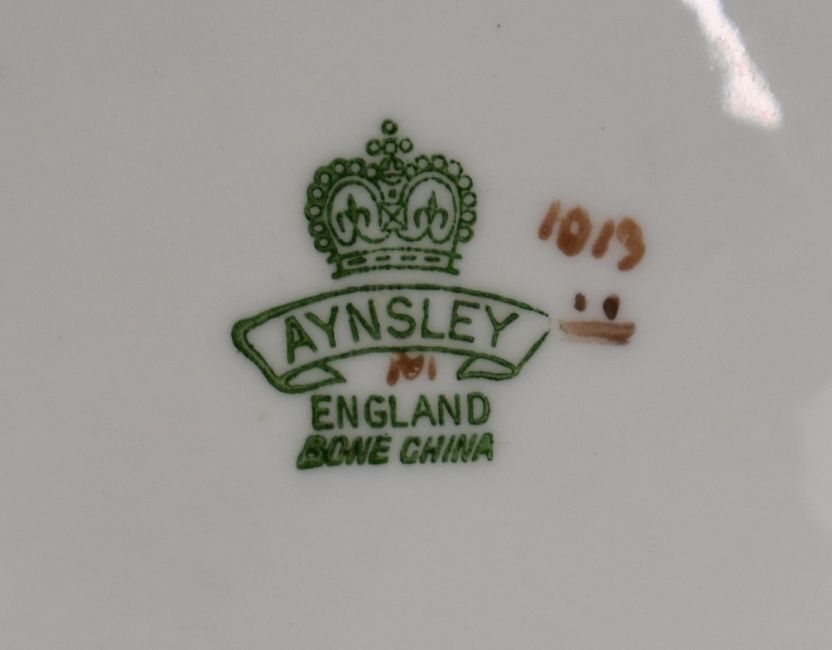 1013
AYNSLEY
ENGLAND
BONE CHINA